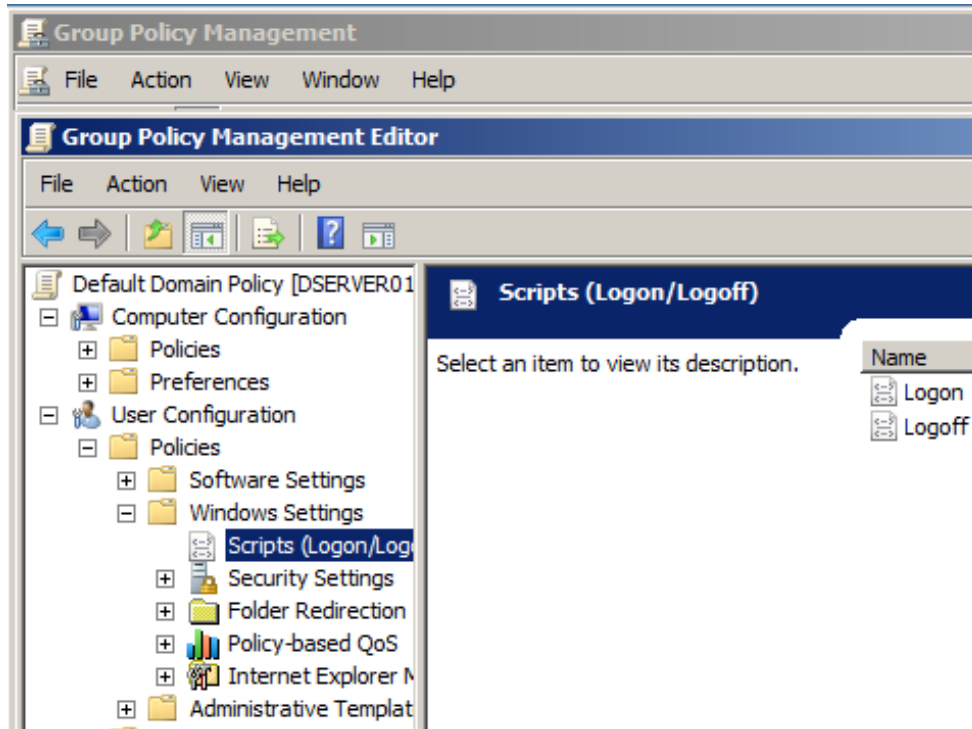 Group Policy Management
File Action View Window Help
Group Policy Management Editor
File Action View Help
Default Domain Policy [DSERVER01
Computer Configuration
Policies
Preferences
User Configuration
Policies
Software Settings
Windows Settings
Scripts (Logon/Logo
Security Settings
Folder Redirection
Policy-based QoS
Internet Explorer M
Administrative Templat
Scripts (Logon/Logoff)
Select an item to view its description.
Name
Logon
Logoff